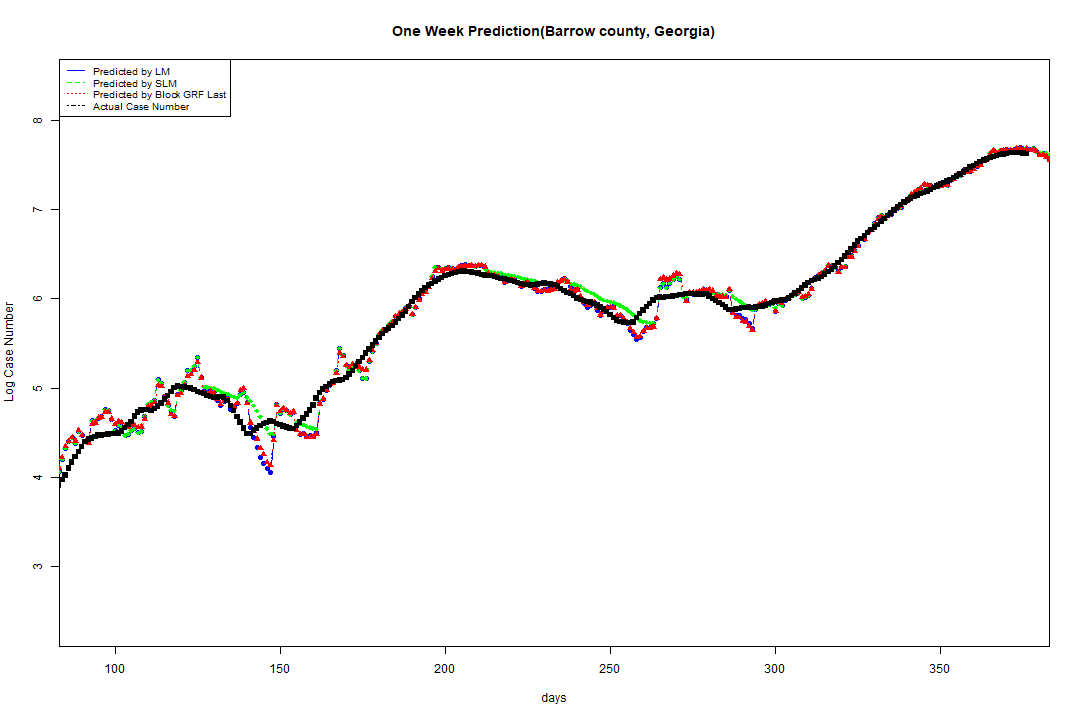 One Week Prediction(Barrow county, Georgia)
Predicted by LM
Predicted by SLM
Predicted by Block GRF Last
Actual Case Number
Log Case Number
8
7
6
5
4
3
100 150 200 250 300 350
days